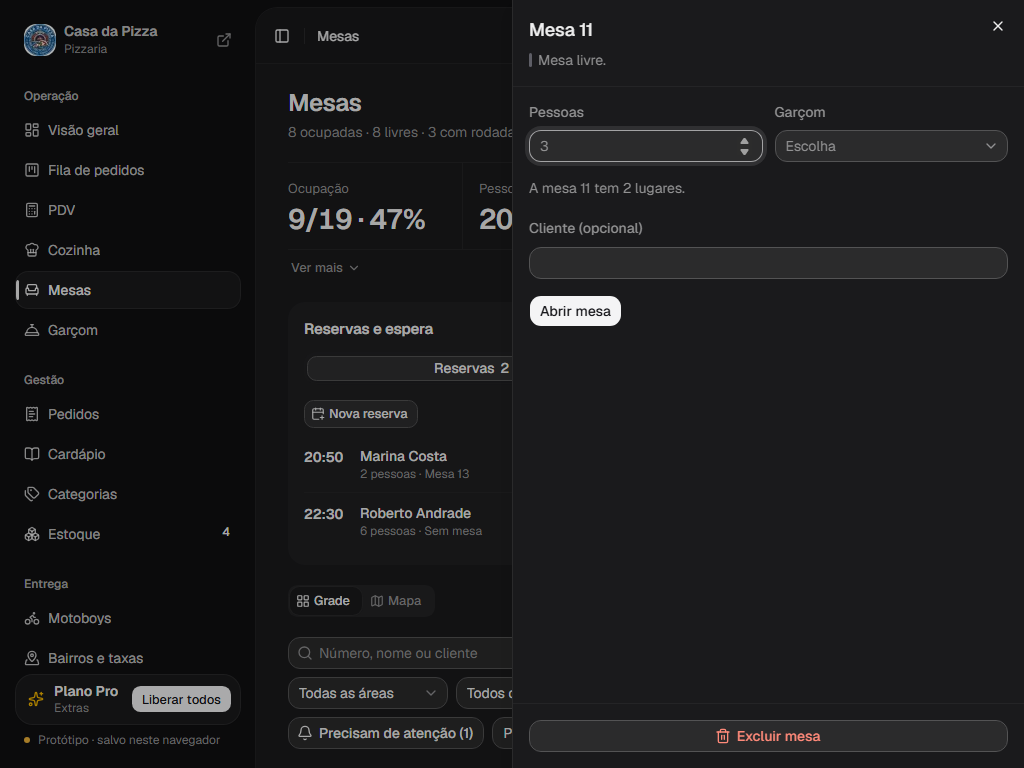 Casa da Pizza
Pizzaria
Operação
Visão geral
Fila de pedidos
PDV
Cozinha
Mesas
Garçom
Gestão
Pedidos
Cardápio
Categorias
Estoque 4
Entrega
Motoboys
Bairros e taxas
Plano Pro
Extras
Liberar todos
Protótipo · salvo neste navegador
Mesas
Mesas
8 ocupadas · 8 livres · 3 com rodada
Ocupação
9/19 · 47%
Pesso
20
Ver mais
Reservas e espera
Reservas 2
Nova reserva
20:50 Marina Costa
2 pessoas · Mesa 13
22:30 Roberto Andrade
6 pessoas · Sem mesa
Grade Mapa
Número, nome ou cliente
Todas as áreas
Todos
Precisam de atenção (1)
P
Mesa 11
Mesa livre.
Pessoas Garçom
3 Escolha
A mesa 11 tem 2 lugares.
Cliente (opcional)
Abrir mesa
Excluir mesa